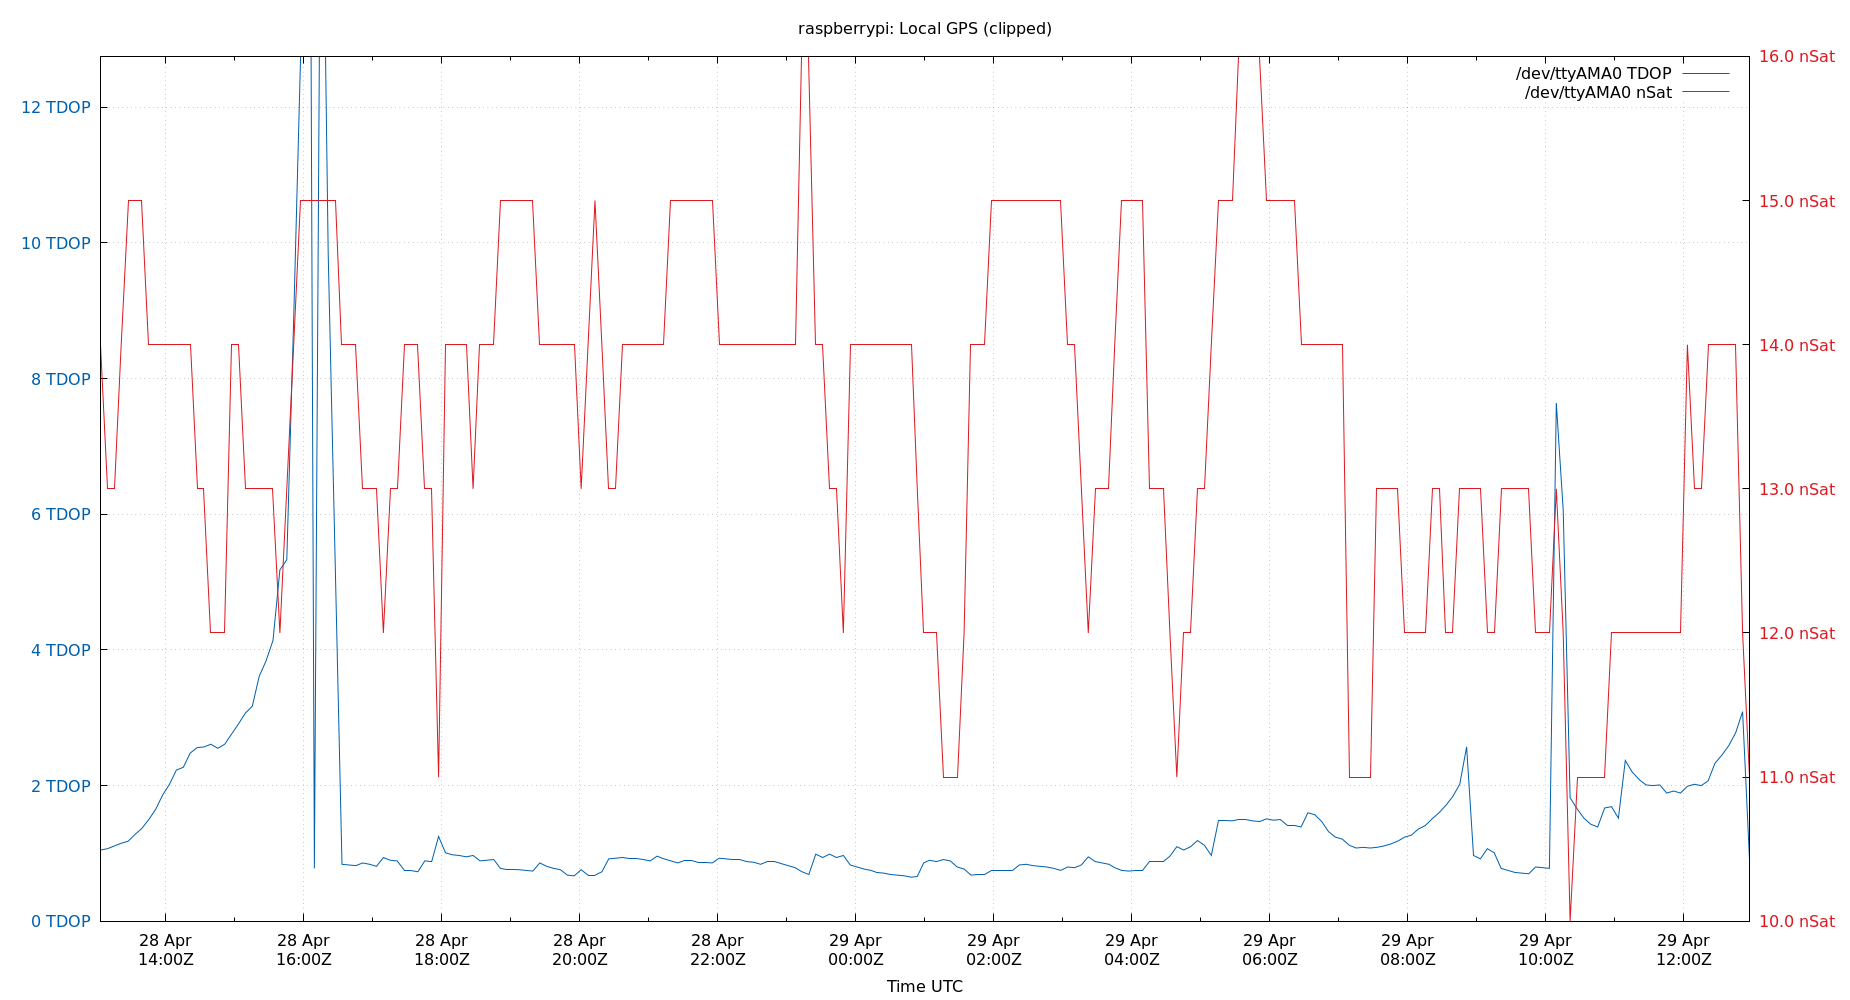 raspberrypi: Local GPS (clipped)
/dev/ttyAMA0 TDOP
/dev/ttyAMA0 nSat
12 TDOP
10 TDOP
8 TDOP
6 TDOP
4 TDOP
2 TDOP
0 TDOP
16.0 nSat
15.0 nSat
14.0 nSat
13.0 nSat
12.0 nSat
11.0 nSat
10.0 nSat
28 Apr
14:00Z
28 Apr
16:00Z
28 Apr
18:00Z
28 Apr
20:00Z
28 Apr
22:00Z
29 Apr
00:00Z
29 Apr
02:00Z
29 Apr
04:00Z
29 Apr
06:00Z
29 Apr
08:00Z
29 Apr
10:00Z
29 Apr
12:00Z
Time UTC